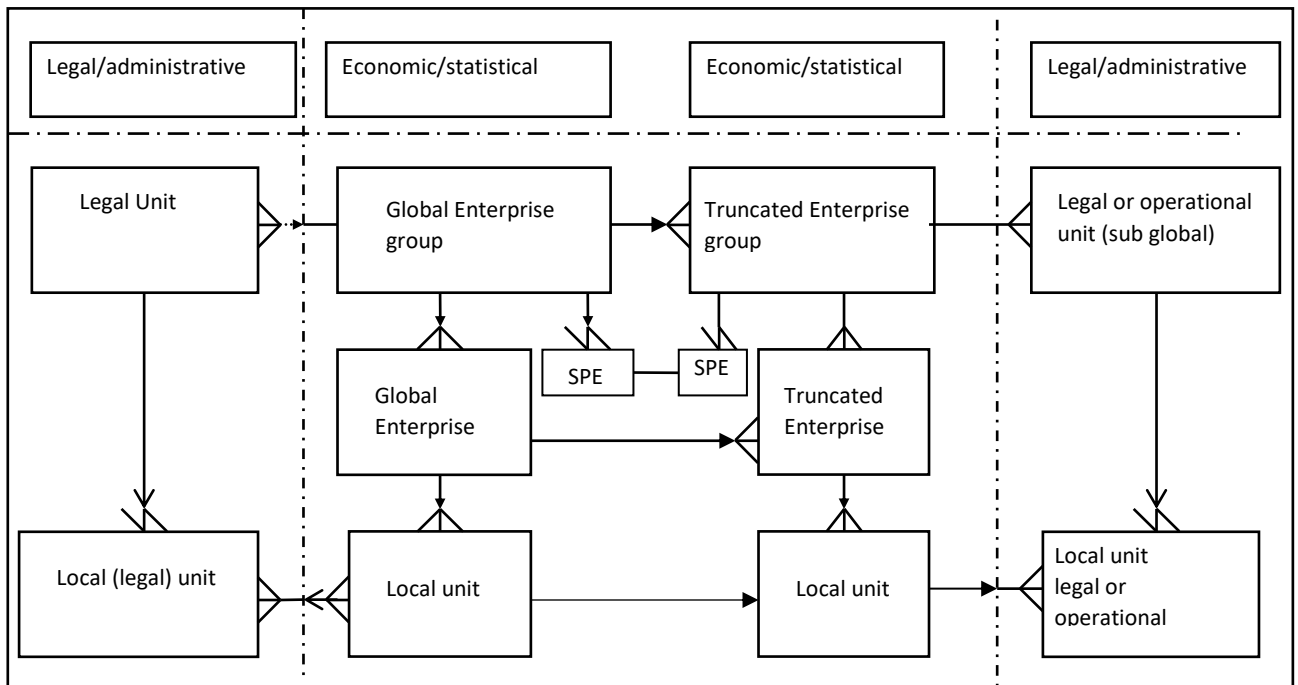 Legal/administrative
Economic/statistical
Economic/statistical
Legal/administrative
Legal Unit
Global Enterprise
group
Truncated Enterprise
group
Legal or operational
unit (sub global)
SPE
SPE
Global
Enterprise
Truncated
Enterprise
Local (legal) unit
Local unit
Local unit
Local unit
legal or
operational